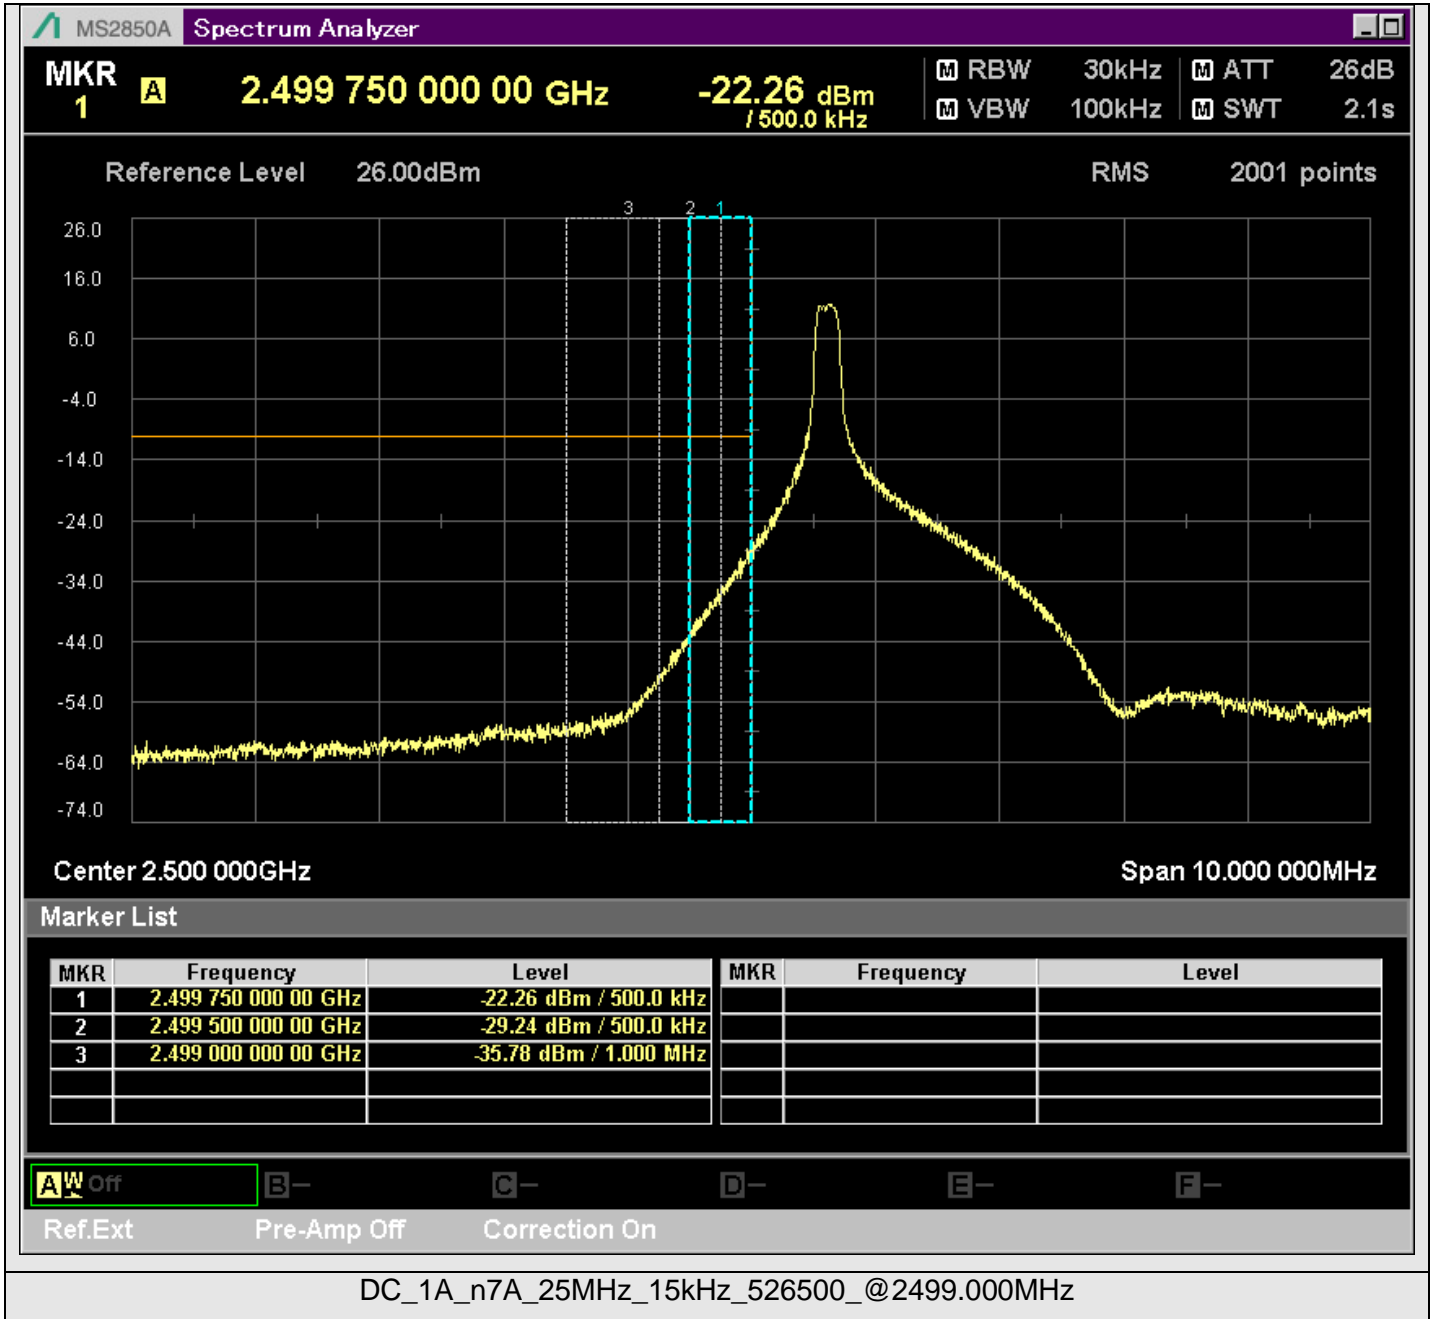 MS2850A Spectrum Analyzer
MKR 1 A 2.499 750 000 00 GHz -22.26 dBm / 500.0 kHz
M RBW 30kHz M ATT 26dB
M VBW 100kHz M SWT 2.1s
Reference Level 26.00dBm RMS 2001 points
3 2 1
26.0
16.0
6.0
-4.0
-14.0
-24.0
-34.0
-44.0
-54.0
-64.0
-74.0
Center 2.500 000GHz Span 10.000 000MHz
Marker List
MKR Frequency Level MKR Frequency Level
1 2.499 750 000 00 GHz -22.26 dBm / 500.0 kHz
2 2.499 500 000 00 GHz -29.24 dBm / 500.0 kHz
3 2.499 000 000 00 GHz -35.78 dBm / 1.000 MHz
A W Off B - C - D - E - F -
Ref.Ext Pre-Amp Off Correction On
DC_1A_n7A_25MHz_15kHz_526500_@2499.000MHz